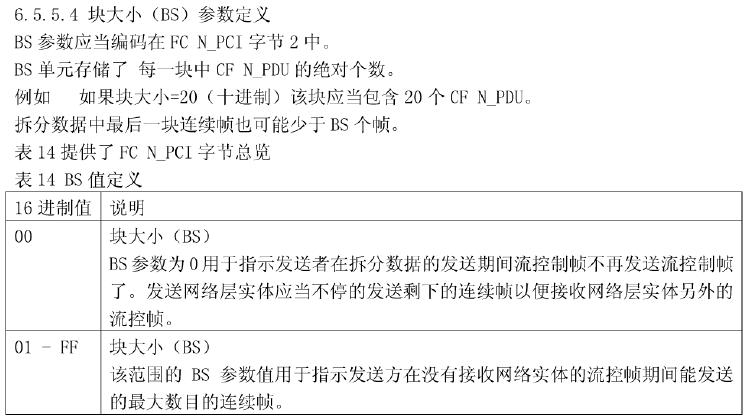 6.5.5.4 块大小（BS）参数定义
BS 参数应当编码在 FC N_PCI 字节 2 中。
BS 单元存储了 每一块中 CF N_PDU 的绝对个数。
例如 如果块大小=20（十进制）该块应当包含 20 个 CF N_PDU。
拆分数据中最后一块连续帧也可能少于 BS 个帧。
表 14 提供了 FC N_PCI 字节总览
表 14 BS 值定义
16 进制值 说明
00 块大小（BS）
BS 参数为 0 用于指示发送者在拆分数据的发送期间流控制帧不再发送流控制帧
了。发送网络层实体应当不停的发送剩下的连续帧以便接收网络层实体另外的
流控帧。
01 - FF 块大小（BS）
该范围的 BS 参数值用于指示发送方在没有接收网络实体的流控帧期间能发送
的最大数目的连续帧。